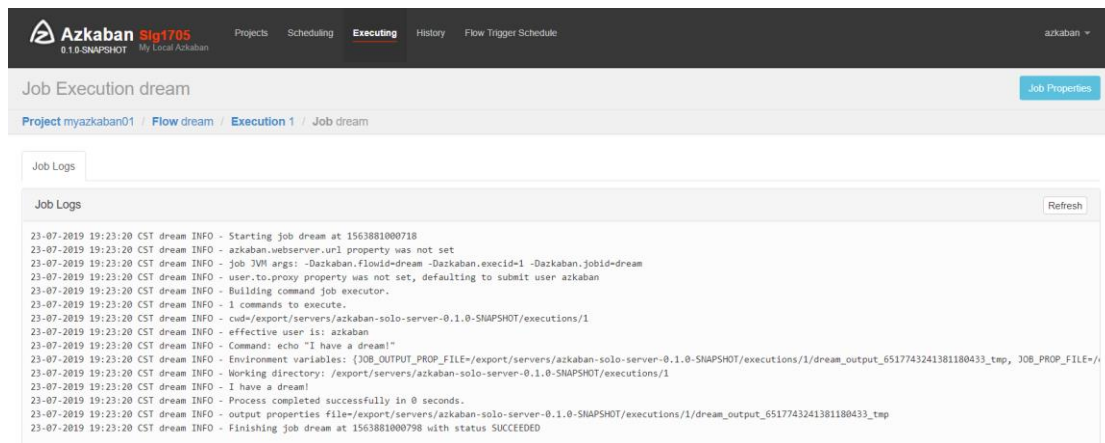 Azkaban Slg1705
0.1.0-SNAPSHOT My Local Azkaban
Projects Scheduling Executing History Flow Trigger Schedule azkaban
Job Execution dream
Job Properties
Project myazkaban01 / Flow dream / Execution 1 / Job dream
Job Logs
Job Logs
Refresh
23-07-2019 19:23:20 CST dream INFO - Starting job dream at 1563881000718
23-07-2019 19:23:20 CST dream INFO - azkaban.webserver.url property was not set
23-07-2019 19:23:20 CST dream INFO - job JVM args: -Dazkaban.flowid=dream -Dazkaban.execid=1 -Dazkaban.jobid=dream
23-07-2019 19:23:20 CST dream INFO - user.to.proxy property was not set, defaulting to submit user azkaban
23-07-2019 19:23:20 CST dream INFO - Building command job executor.
23-07-2019 19:23:20 CST dream INFO - 1 commands to execute.
23-07-2019 19:23:20 CST dream INFO - cwd=/export/servers/azkaban-solo-server-0.1.0-SNAPSHOT/executions/1
23-07-2019 19:23:20 CST dream INFO - effective user is: azkaban
23-07-2019 19:23:20 CST dream INFO - Command: echo "I have a dream!"
23-07-2019 19:23:20 CST dream INFO - Environment variables: {JOB_OUTPUT_PROP_FILE=/export/servers/azkaban-solo-server-0.1.0-SNAPSHOT/executions/1/dream_output_6517743241381180433_tmp, JOB_PROP_FILE=/
23-07-2019 19:23:20 CST dream INFO - Working directory: /export/servers/azkaban-solo-server-0.1.0-SNAPSHOT/executions/1
23-07-2019 19:23:20 CST dream INFO - I have a dream!
23-07-2019 19:23:20 CST dream INFO - Process completed successfully in 0 seconds.
23-07-2019 19:23:20 CST dream INFO - output properties file=/export/servers/azkaban-solo-server-0.1.0-SNAPSHOT/executions/1/dream_output_6517743241381180433_tmp
23-07-2019 19:23:20 CST dream INFO - Finishing job dream at 1563881000798 with status SUCCEEDED